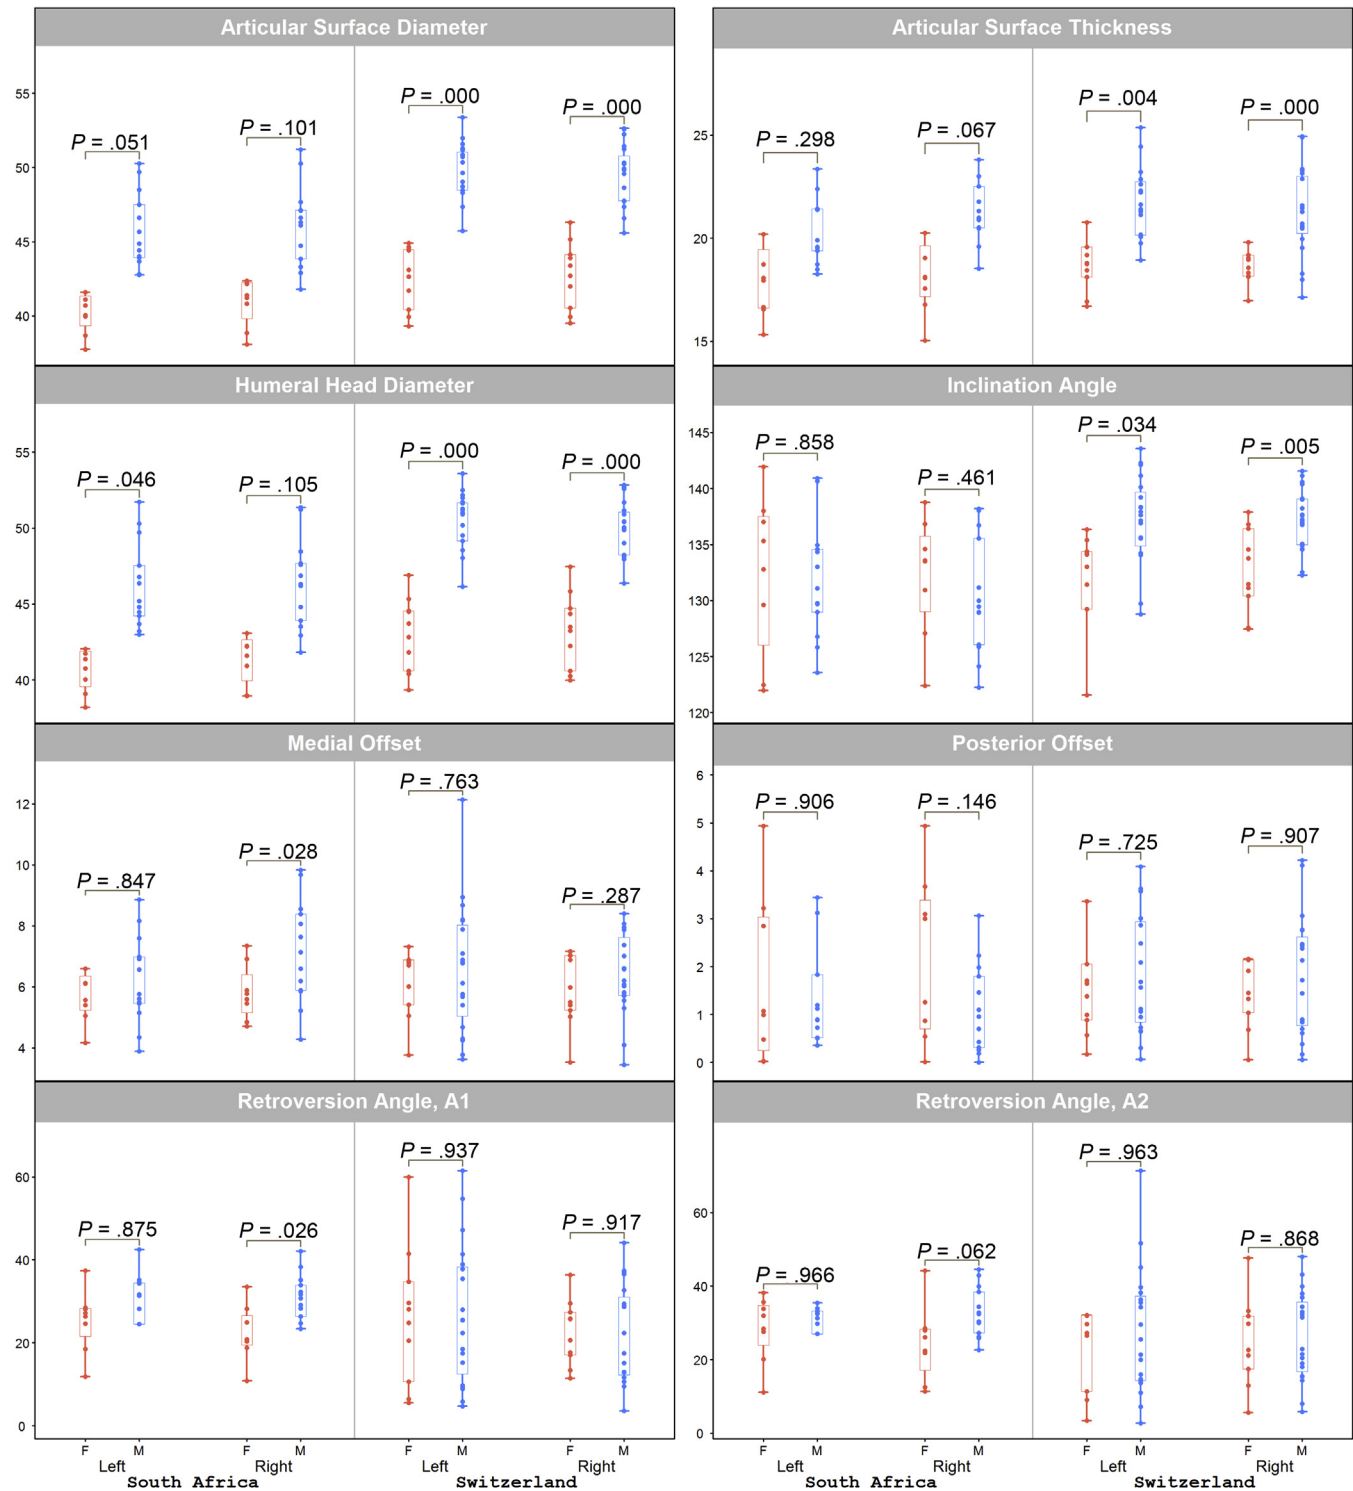 Articular Surface Diameter
55
50
45
40
P = .051
P = .101
P = .000
P = .000
Articular Surface Thickness
25
20
15
P = .298
P = .067
P = .004
P = .000
Humeral Head Diameter
55
50
45
40
P = .046
P = .105
P = .000
P = .000
Inclination Angle
145
140
135
130
125
120
P = .858
P = .461
P = .034
P = .005
Medial Offset
12
10
8
6
4
P = .847
P = .028
P = .763
P = .287
Posterior Offset
6
5
4
3
2
1
0
P = .906
P = .146
P = .725
P = .907
Retroversion Angle, A1
60
40
20
0
P = .875
P = .026
P = .937
P = .917
F M F M F M F M
Left Right Left Right
South Africa Switzerland
Retroversion Angle, A2
60
40
20
0
P = .966
P = .062
P = .963
P = .868
F M F M F M F M
Left Right Left Right
South Africa Switzerland